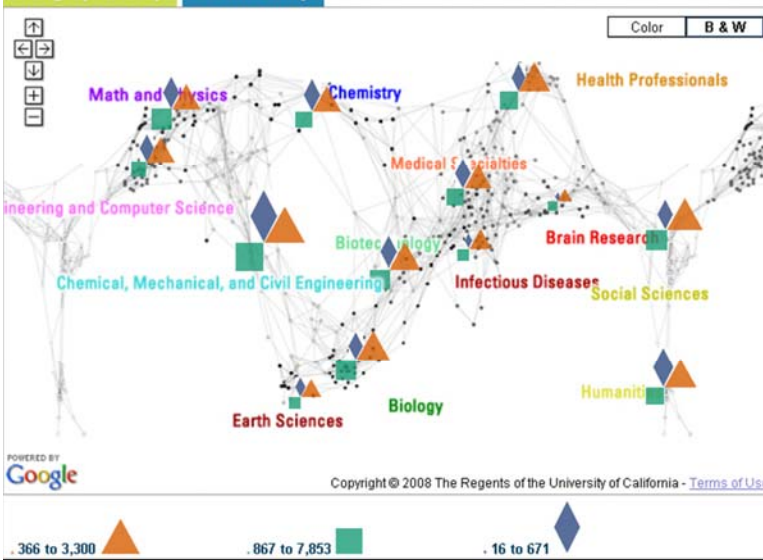 Color B & W
Math and Physics
Chemistry
Health Professionals
Medical Specialties
ineering and Computer Science
Biotechnology
Brain Research
Chemical, Mechanical, and Civil Engineering
Infectious Diseases
Social Sciences
Humaniti
Biology
Earth Sciences
POWERED BY
Google
Copyright © 2008 The Regents of the University of California - Terms of Us
. 366 to 3,300 . 867 to 7,853 . 16 to 671